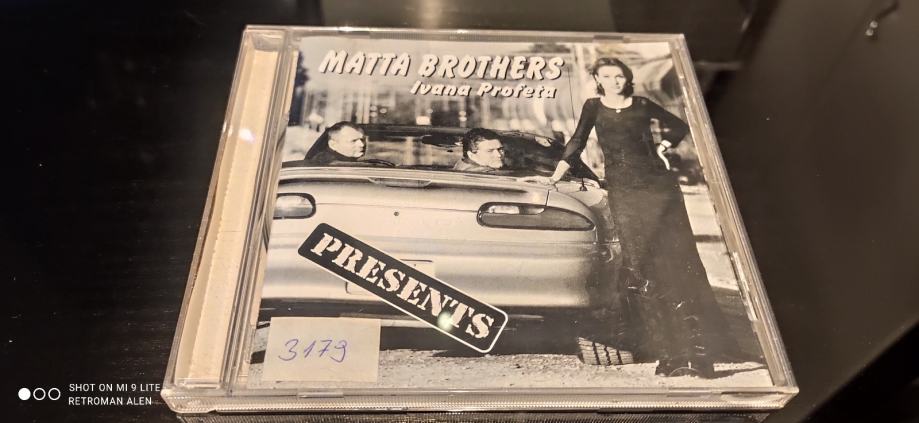 MATTA BROTHERS
Ivana Profeta
PRESENTS
3179
SHOT ON MI 9 LITE
RETROMAN ALEN